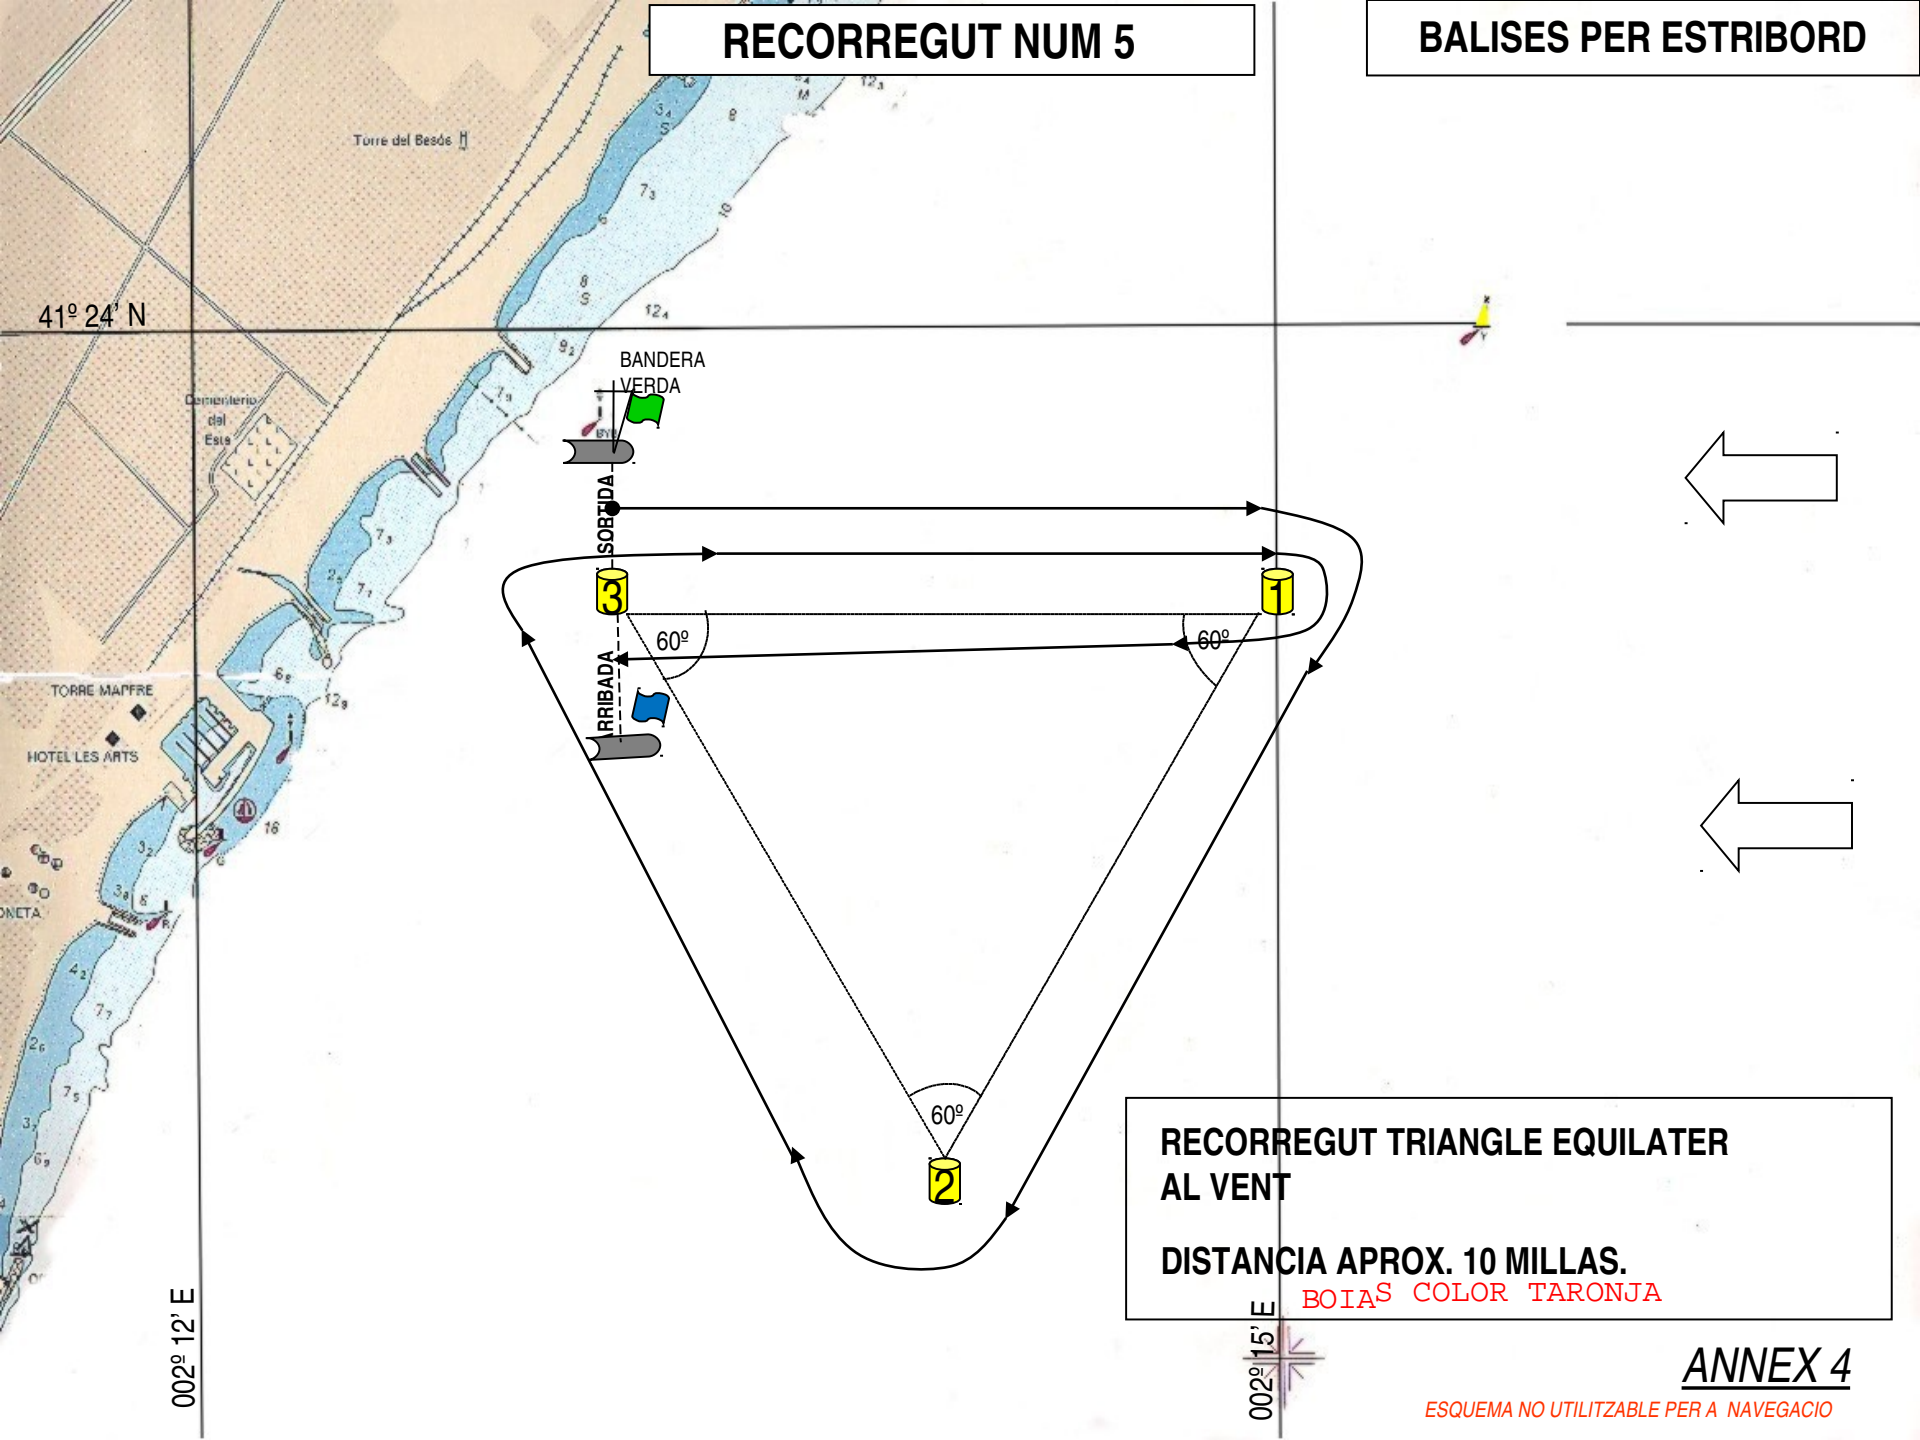 RECORREGUT NUM 5
BALISES PER ESTRIBORD
Torre del Besós
41º 24' N
BANDERA
VERDA
Cementerio
del
Este
SORTIDA
3
1
60º
60º
ARRIBADA
TORRE MAPFRE
HOTEL LES ARTS
ONETA
60º
2
RECORREGUT TRIANGLE EQUILATER
AL VENT
DISTANCIA APROX. 10 MILLAS.
BOIAS COLOR TARONJA
002º 12' E
002º 15' E
ANNEX 4
ESQUEMA NO UTILITZABLE PER A NAVEGACIO